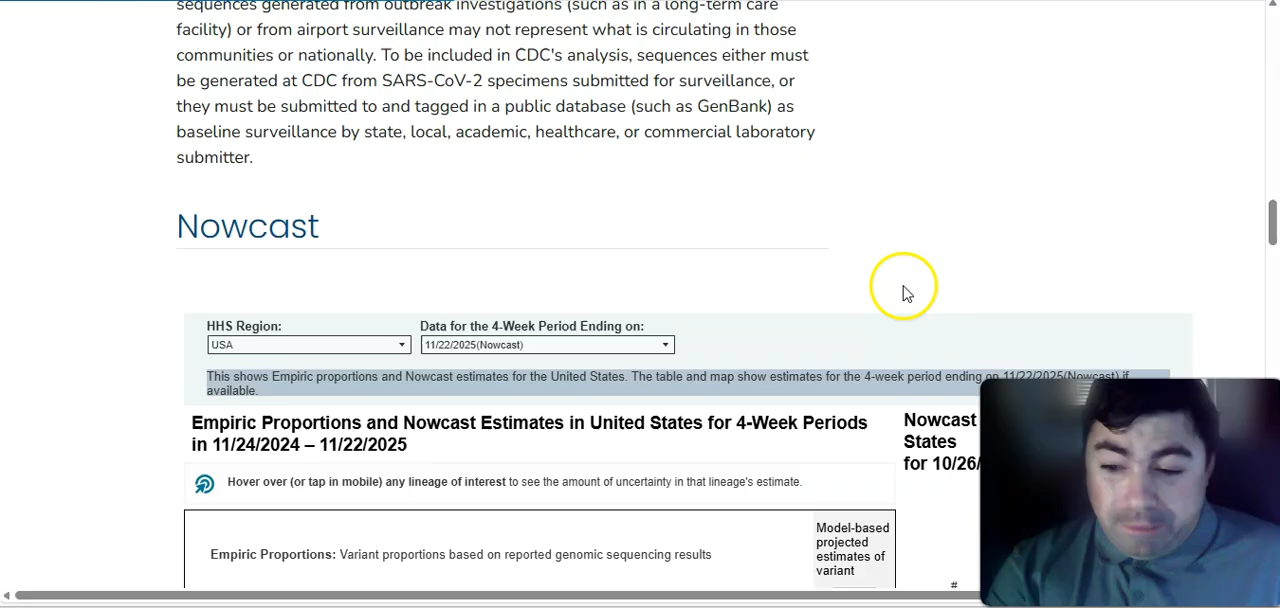 sequences generated from outbreak investigations (such as in a long-term care
facility) or from airport surveillance may not represent what is circulating in those
communities or nationally. To be included in CDC's analysis, sequences either must
be generated at CDC from SARS-CoV-2 specimens submitted for surveillance, or
they must be submitted to and tagged in a public database (such as GenBank) as
baseline surveillance by state, local, academic, healthcare, or commercial laboratory
submitter.
Nowcast
HHS Region:
USA
Data for the 4-Week Period Ending on:
11/22/2025(Nowcast)
This shows Empiric proportions and Nowcast estimates for the United States. The table and map show estimates for the 4-week period ending on 11/22/2025(Nowcast) if
available.
Empiric Proportions and Nowcast Estimates in United States for 4-Week Periods
in 11/24/2024 – 11/22/2025
Nowcast
States
for 10/26/
Hover over (or tap in mobile) any lineage of interest to see the amount of uncertainty in that lineage's estimate.
Empiric Proportions: Variant proportions based on reported genomic sequencing results
Model-based
projected
estimates of
variant
#